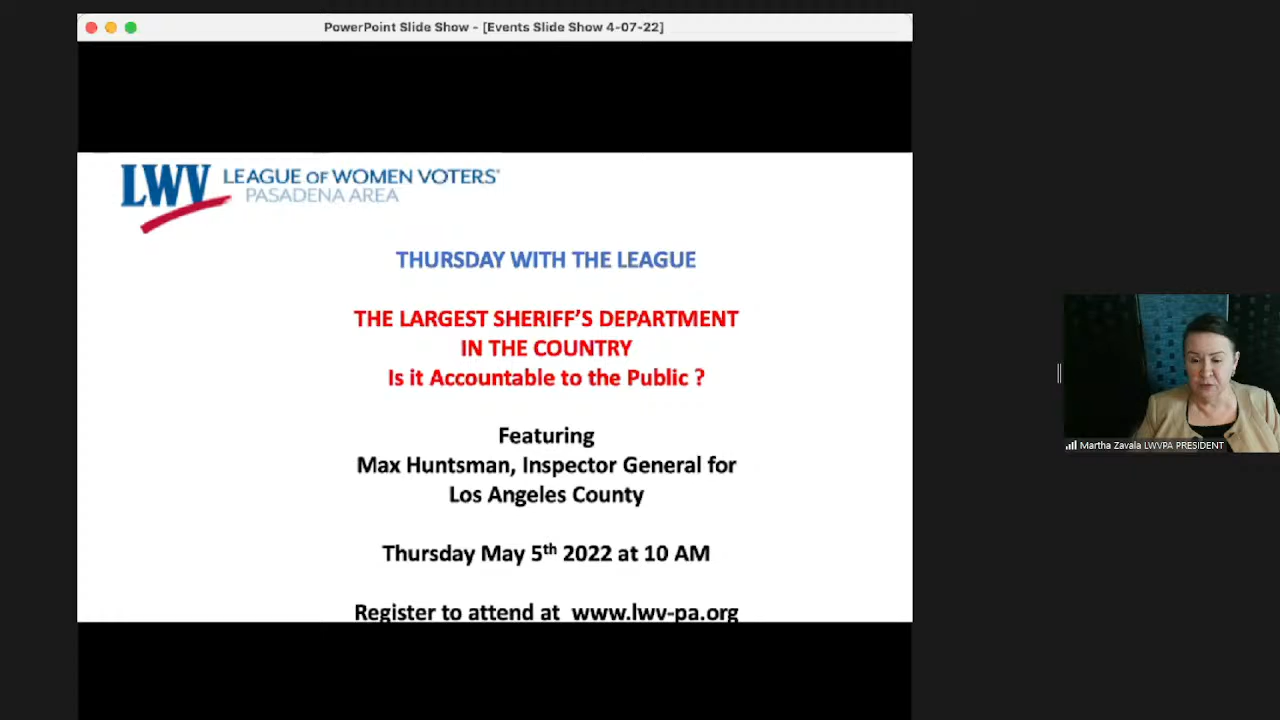 PowerPoint Slide Show - [Events Slide Show 4-07-22]
LWV LEAGUE OF WOMEN VOTERS®
PASADENA AREA
THURSDAY WITH THE LEAGUE
THE LARGEST SHERIFF'S DEPARTMENT
IN THE COUNTRY
Is it Accountable to the Public ?
Featuring
Max Huntsman, Inspector General for
Los Angeles County
Thursday May 5th 2022 at 10 AM
Register to attend at www.lwv-pa.org
Martha Zavala LWVPA PRESIDENT